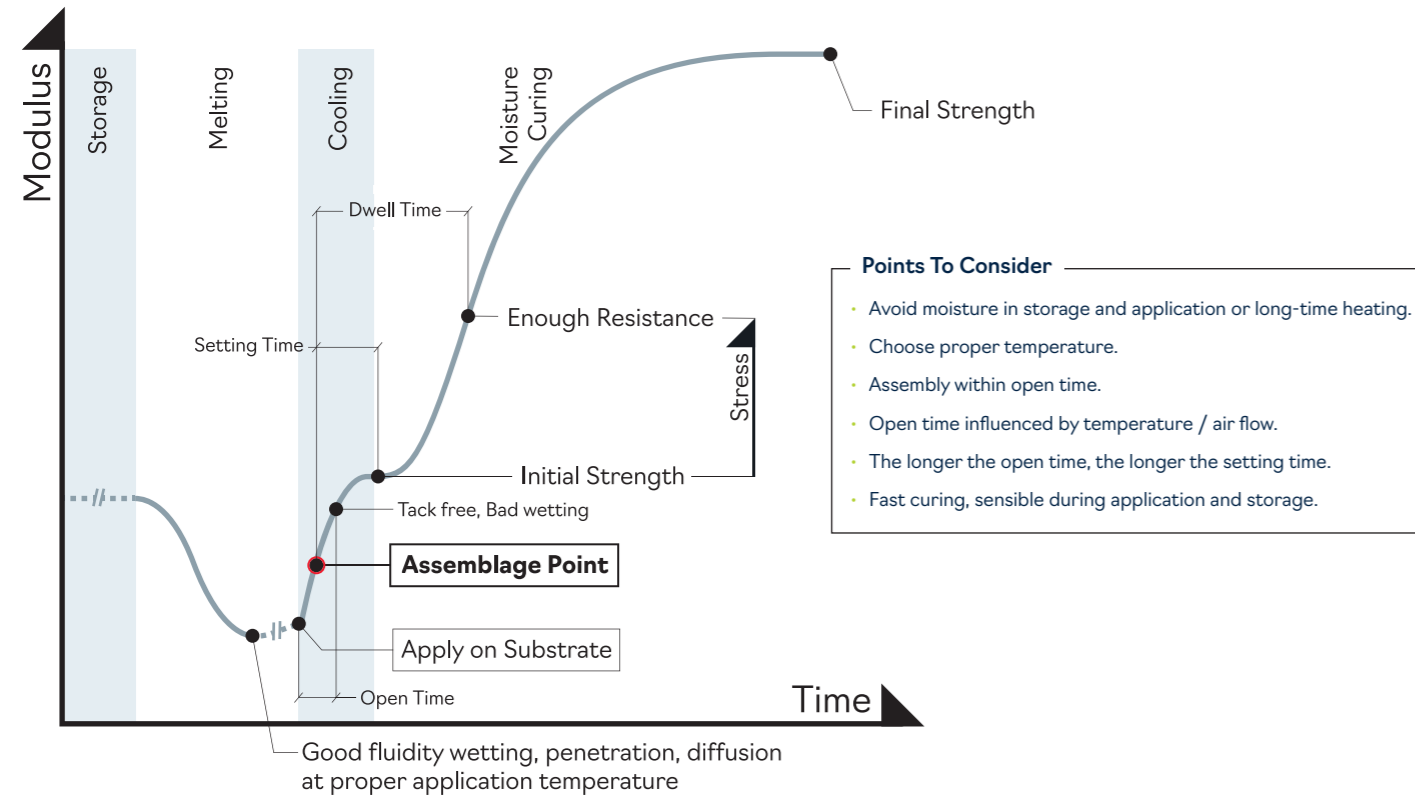 Modulus
Storage
Melting
Cooling
Moisture
Curing
Final Strength
Dwell Time
Enough Resistance
Setting Time
Stress
Initial Strength
Tack free, Bad wetting
Assemblage Point
Apply on Substrate
Open Time
Time
Good fluidity wetting, penetration, diffusion
at proper application temperature
Points To Consider
• Avoid moisture in storage and application or long-time heating.
• Choose proper temperature.
• Assembly within open time.
• Open time influenced by temperature / air flow.
• The longer the open time, the longer the setting time.
• Fast curing, sensible during application and storage.